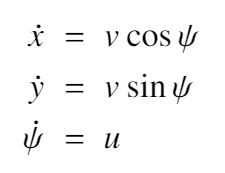 ẋ = v cos ψ
ẏ = v sin ψ
ψ̇ = u